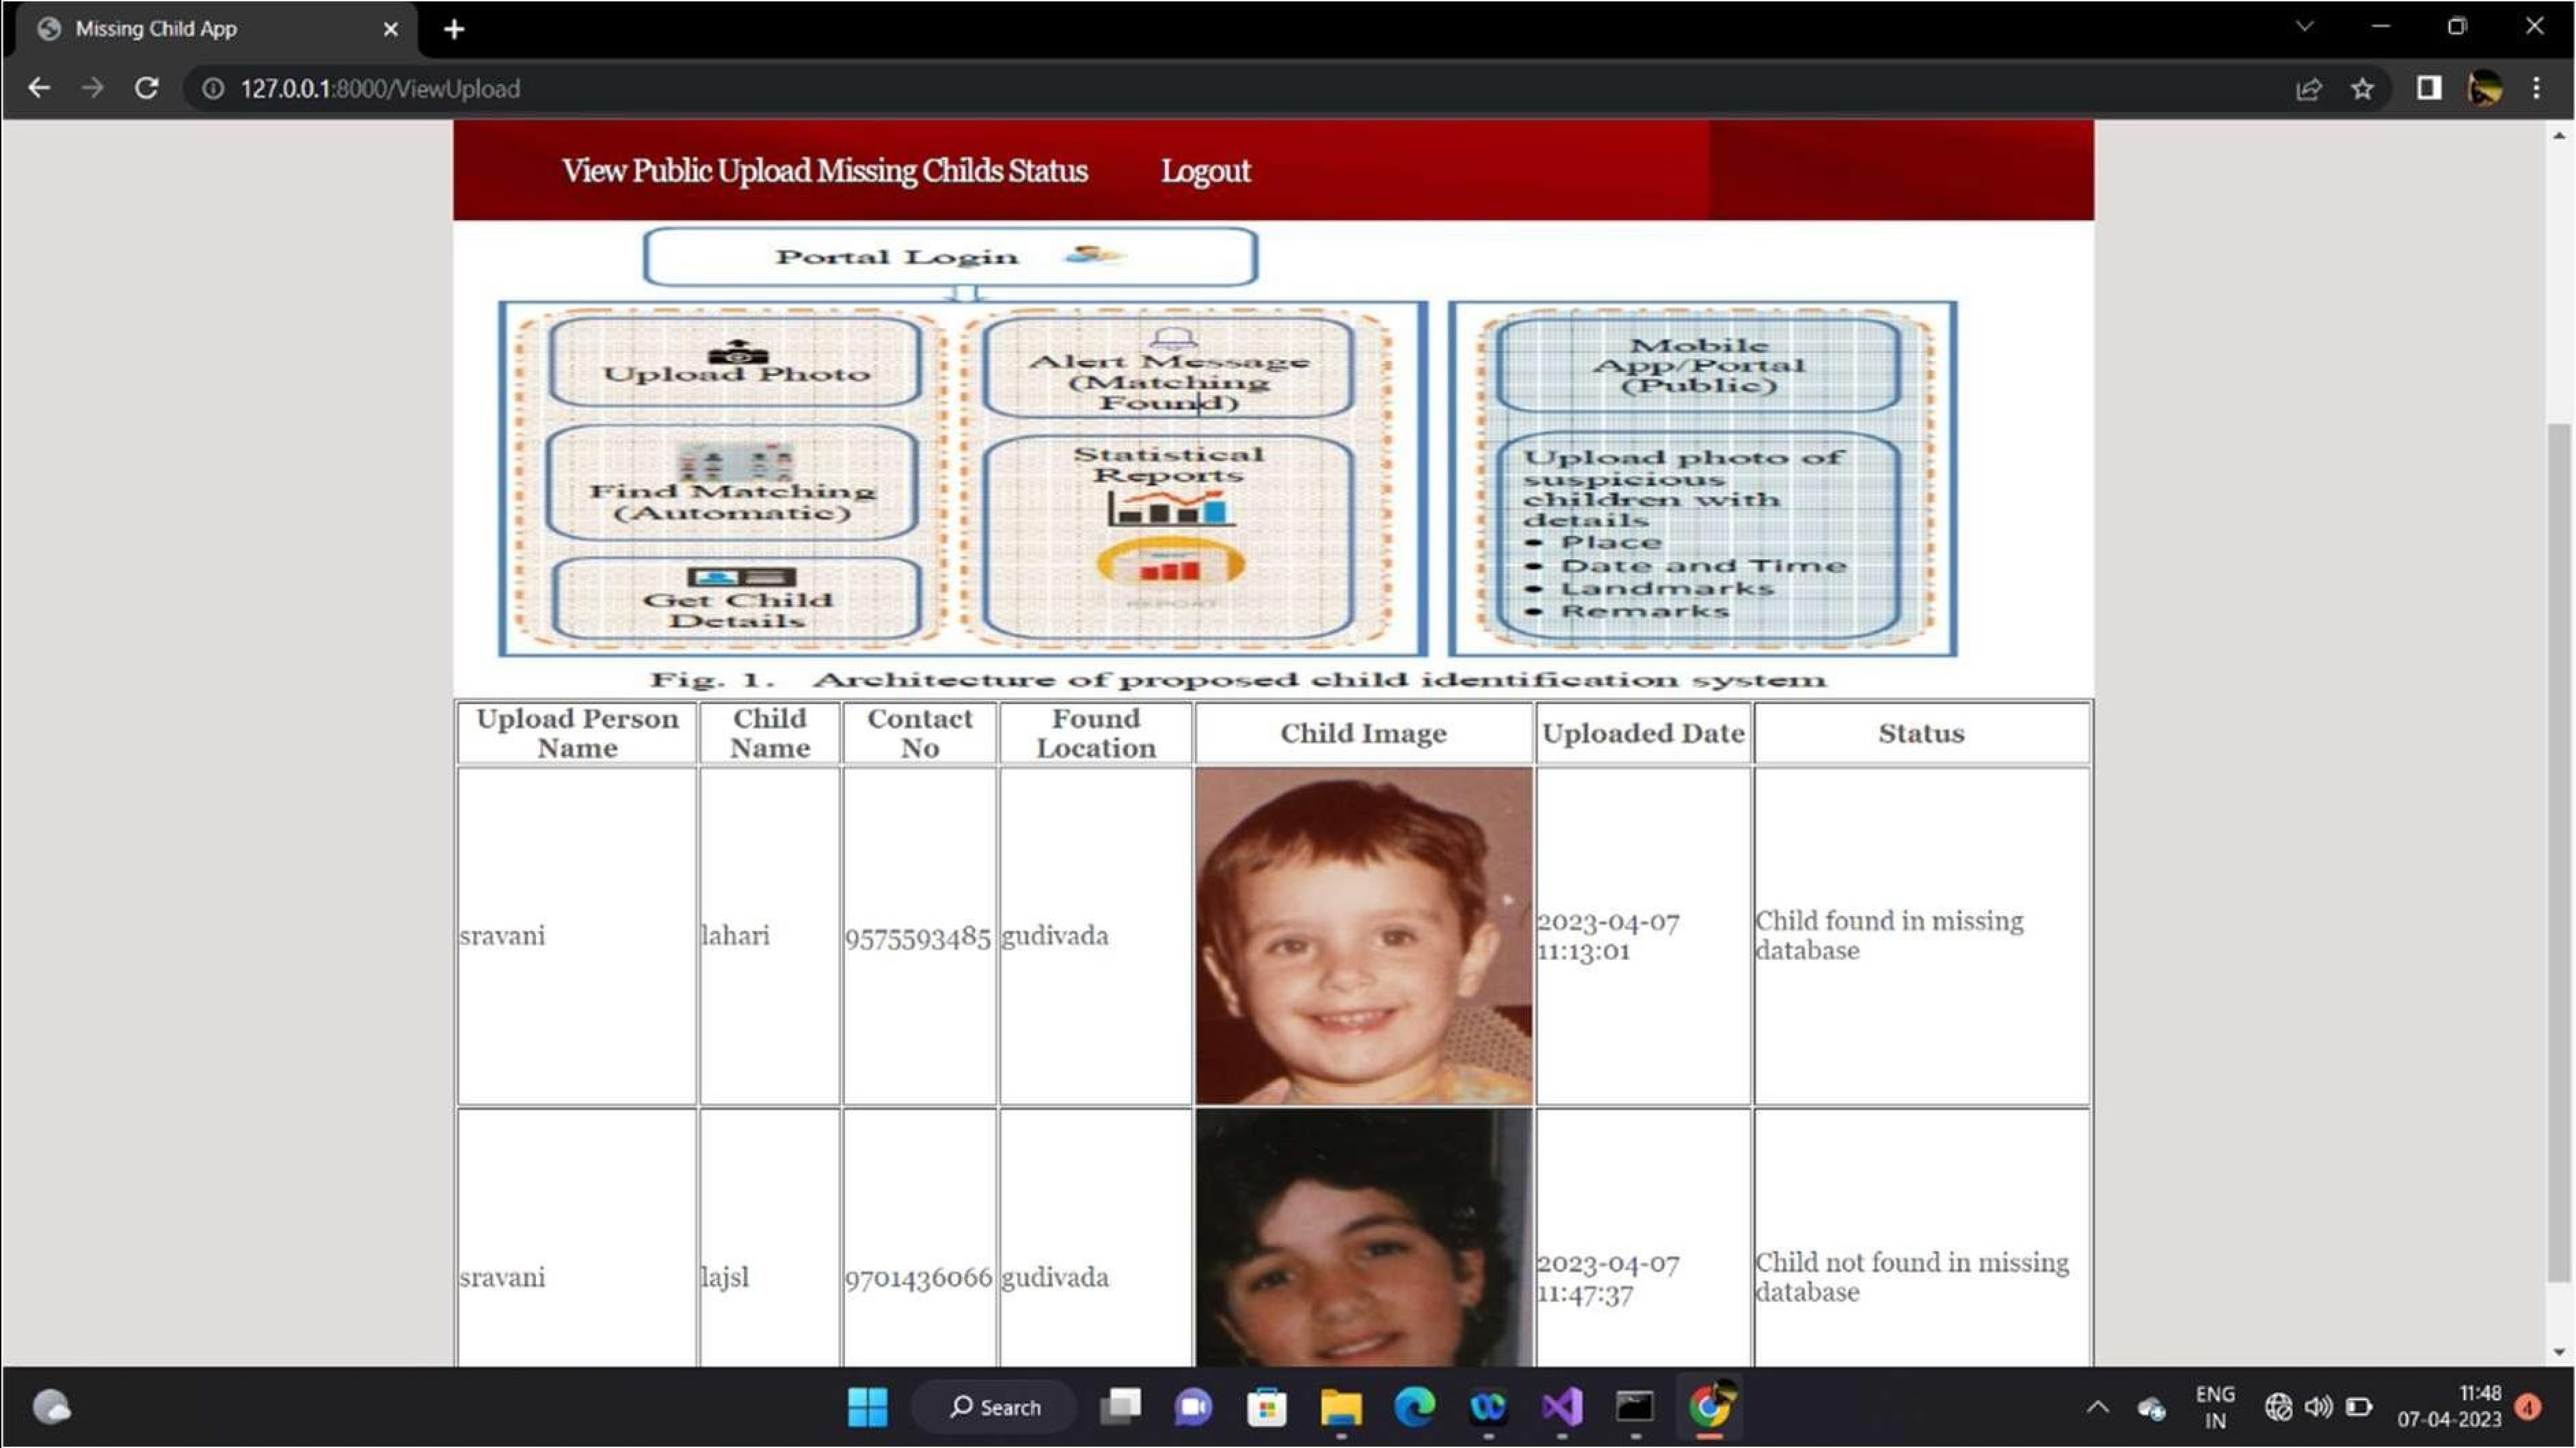 Missing Child App
127.0.0.1:8000/ViewUpload
View Public Upload Missing Childs Status Logout
Portal Login
Upload Photo
Find Matching
(Automatic)
Get Child
Details
Alert Message
(Matching
Found)
Statistical
Reports
REPORT
Mobile
App/Portal
(Public)
Upload photo of
suspicious
children with
details
• Place
• Date and Time
• Landmarks
• Remarks
Fig. 1. Architecture of proposed child identification system
Upload Person Name Child Name Contact No Found Location Child Image Uploaded Date Status
sravani lahari 9575593485 gudivada 2023-04-07 Child found in missing
11:13:01 database
sravani lajsl 9701436066 gudivada 2023-04-07 Child not found in missing
11:47:37 database
Search
ENG
IN
11:48
07-04-2023
4